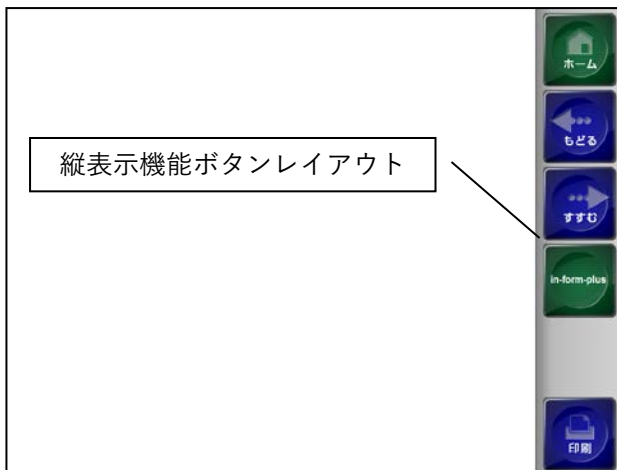 ホーム
もどる
縦表示機能ボタンレイアウト
すすむ
in-form-plus
印刷